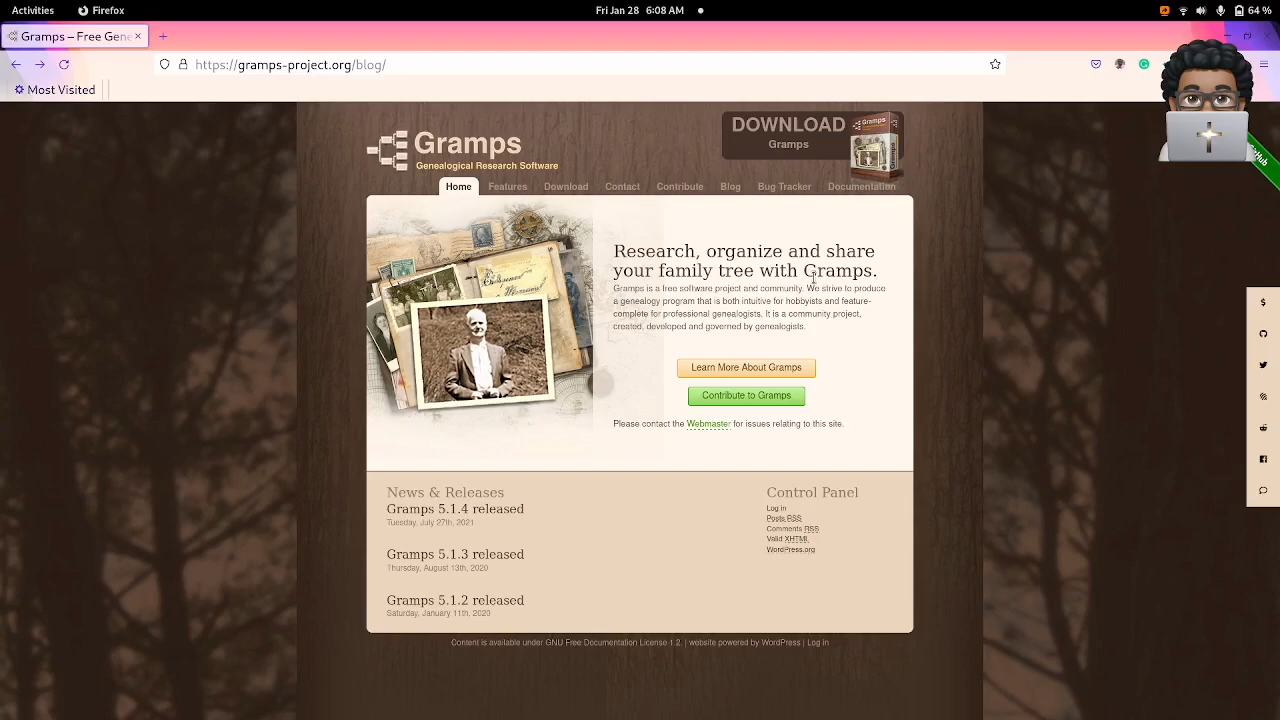 Activities Firefox Fri Jan 28 6:08 AM 64 %
Gramps – Free Gene
https://gramps-project.org/blog/
Most Visited
DOWNLOAD
Gramps
Gramps
Genealogical Research Software
GitHub
Home Features Download Contact Contribute Blog Bug Tracker Documentation
Research, organize and share
your family tree with Gramps.
Gramps is a free software project and community. We strive to produce
a genealogy program that is both intuitive for hobbyists and feature-
complete for professional genealogists. It is a community project,
created, developed and governed by genealogists.
Learn More About Gramps
Contribute to Gramps
Please contact the Webmaster for issues relating to this site.
News & Releases
Gramps 5.1.4 released
Tuesday, July 27th, 2021
Gramps 5.1.3 released
Thursday, August 13th, 2020
Gramps 5.1.2 released
Saturday, January 11th, 2020
Control Panel
Log in
Posts RSS
Comments RSS
Valid XHTML
WordPress.org
Content is available under GNU Free Documentation License 1.2. | website powered by WordPress | Log in